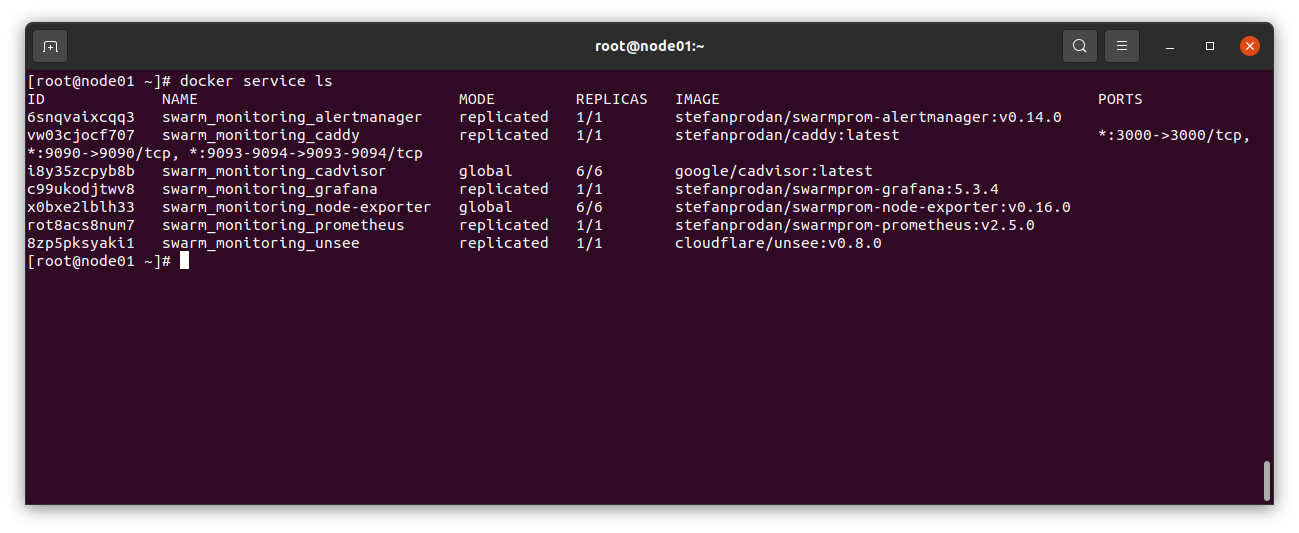 root@node01:~
[root@node01 ~]# docker service ls
ID             NAME                             MODE         REPLICAS   IMAGE                                          PORTS
6snqvaixcqq3   swarm_monitoring_alertmanager    replicated   1/1        stefanprodan/swarmprom-alertmanager:v0.14.0
vw03cjocf707   swarm_monitoring_caddy           replicated   1/1        stefanprodan/caddy:latest                      *:3000->3000/tcp,
*:9090->9090/tcp, *:9093-9094->9093-9094/tcp
i8y35zcpyb8b   swarm_monitoring_cadvisor        global       6/6        google/cadvisor:latest
c99ukodjtwv8   swarm_monitoring_grafana         replicated   1/1        stefanprodan/swarmprom-grafana:5.3.4
x0bxe2lblh33   swarm_monitoring_node-exporter   global       6/6        stefanprodan/swarmprom-node-exporter:v0.16.0
rot8acs8num7   swarm_monitoring_prometheus      replicated   1/1        stefanprodan/swarmprom-prometheus:v2.5.0
8zp5pksyaki1   swarm_monitoring_unsee           replicated   1/1        cloudflare/unsee:v0.8.0
[root@node01 ~]#